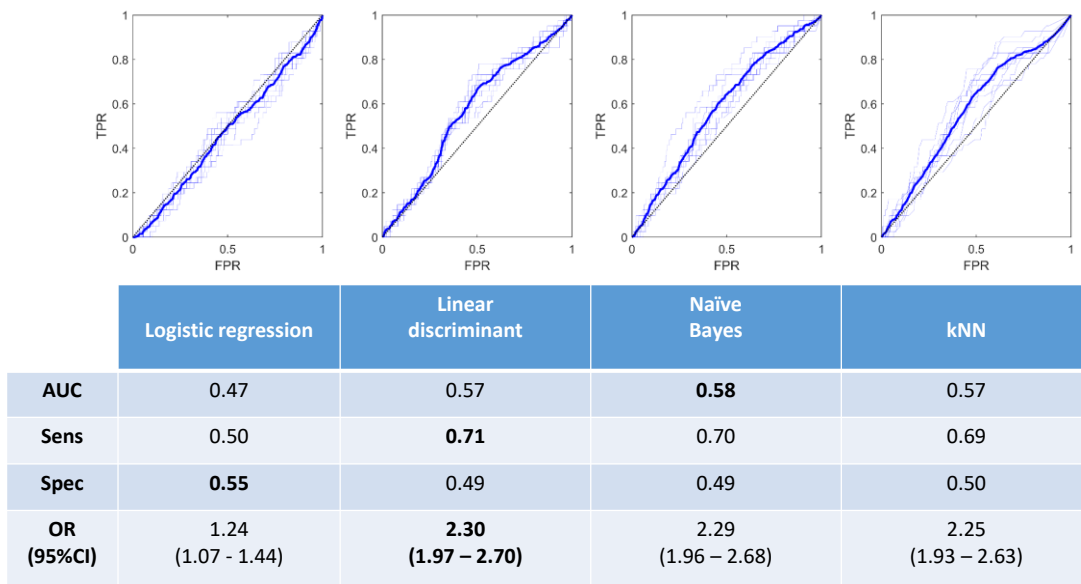 1
0.8
0.6
0.4
0.2
0
TPR
0 0.5 1
FPR
1
0.8
0.6
0.4
0.2
0
TPR
0 0.5 1
FPR
1
0.8
0.6
0.4
0.2
0
TPR
0 0.5 1
FPR
1
0.8
0.6
0.4
0.2
0
TPR
0 0.5 1
FPR
Logistic regression
Linear
discriminant
Naïve
Bayes
kNN
AUC 0.47 0.57 0.58 0.57
Sens 0.50 0.71 0.70 0.69
Spec 0.55 0.49 0.49 0.50
OR 1.24 2.30 2.29 2.25
(95%CI) (1.07 - 1.44) (1.97 – 2.70) (1.96 – 2.68) (1.93 – 2.63)